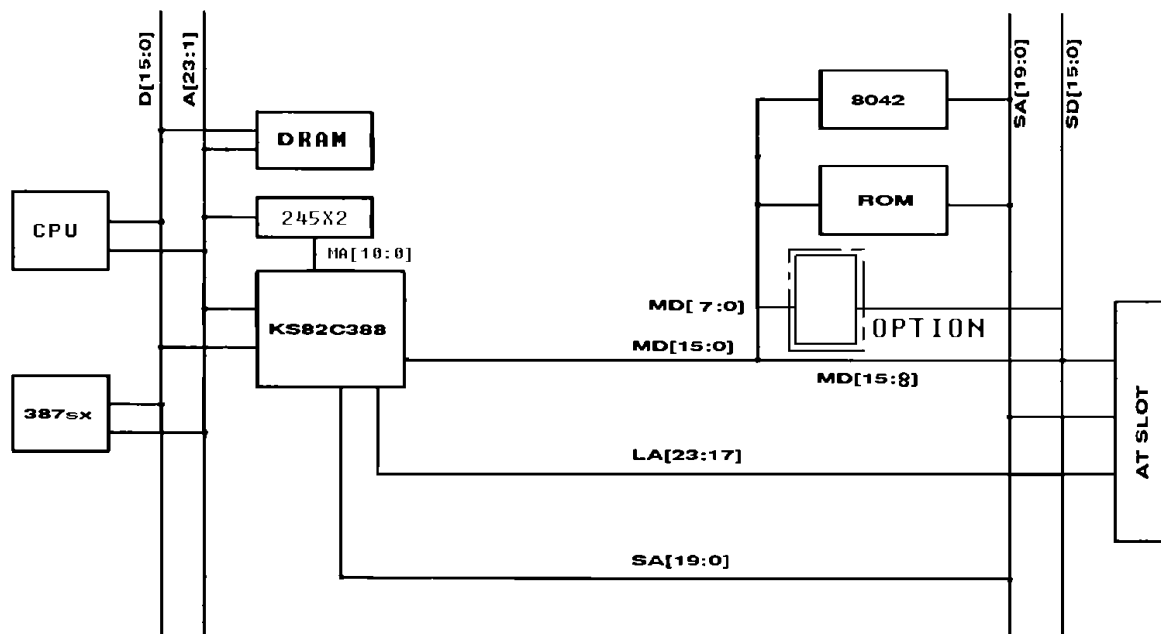 D[15:0]
A[23:1]
SA[19:0]
SD[15:0]
8042
DRAM
ROM
245X2
CPU
MA[10:0]
MD[7:0]
KS82C388
OPTION
MD[15:0]
MD[15:8]
387sx
AT SLOT
LA[23:17]
SA[19:0]